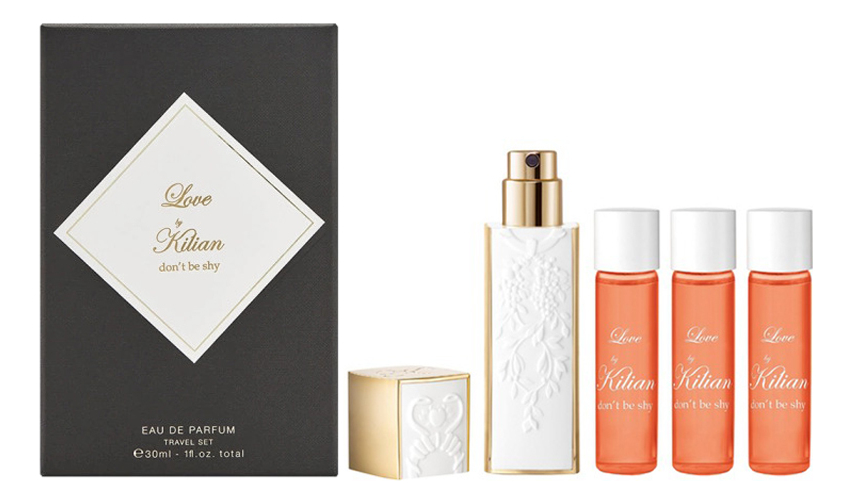 Love
by
Kilian
don't be shy
EAU DE PARFUM
TRAVEL SET
℮30ml - 1fl.oz. total
Love
by
Kilian
don't be shy
Love
by
Kilian
don't be shy
Love
by
Kilian
don't be shy